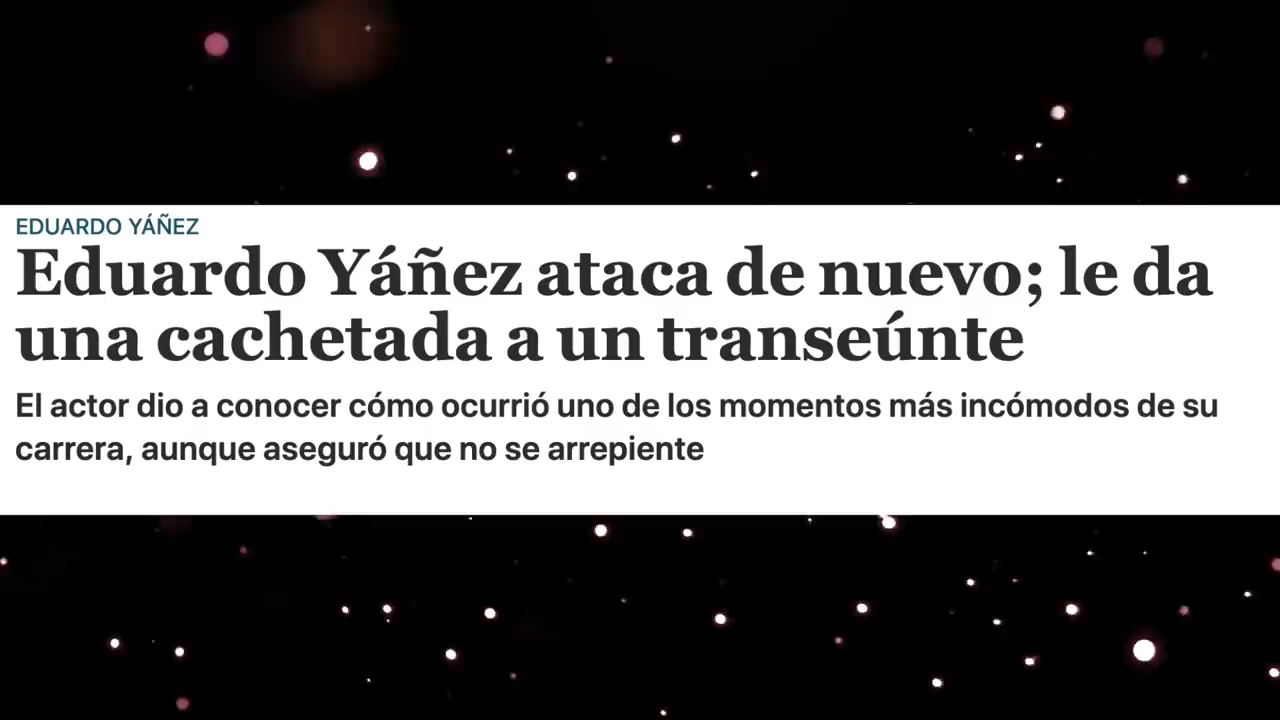 EDUARDO YÁÑEZ
Eduardo Yáñez ataca de nuevo; le da
una cachetada a un transeúnte
El actor dio a conocer cómo ocurrió uno de los momentos más incómodos de su
carrera, aunque aseguró que no se arrepiente